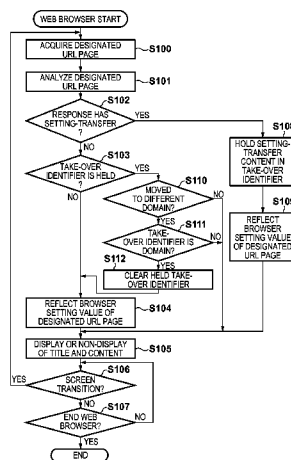 WEB BROWSER START
ACQUIRE DESIGNATED
URL PAGE
S100
ANALYZE DESIGNATED
URL PAGE
S101
S102
RESPONSE HAS
SETTING-TRANSFER
?
YES
NO
S103
TAKE-OVER
IDENTIFIER IS HELD
?
YES
NO
S108
HOLD SETTING-
TRANSFER
CONTENT IN
TAKE-OVER
IDENTIFIER
S110
MOVED
TO DIFFERENT
DOMAIN?
NO
YES
S111
TAKE-
OVER IDENTIFIER IS
DOMAIN?
NO
YES
S109
REFLECT
BROWSER
SETTING VALUE
OF DESIGNATED
URL PAGE
S112
CLEAR HELD TAKE-
OVER IDENTIFIER
REFLECT BROWSER
SETTING VALUE OF
DESIGNATED URL PAGE
S104
DISPLAY OR NON-DISPLAY
OF TITLE AND CONTENT
S105
S106
SCREEN
TRANSITION?
YES
NO
S107
END WEB
BROWSER?
NO
YES
END